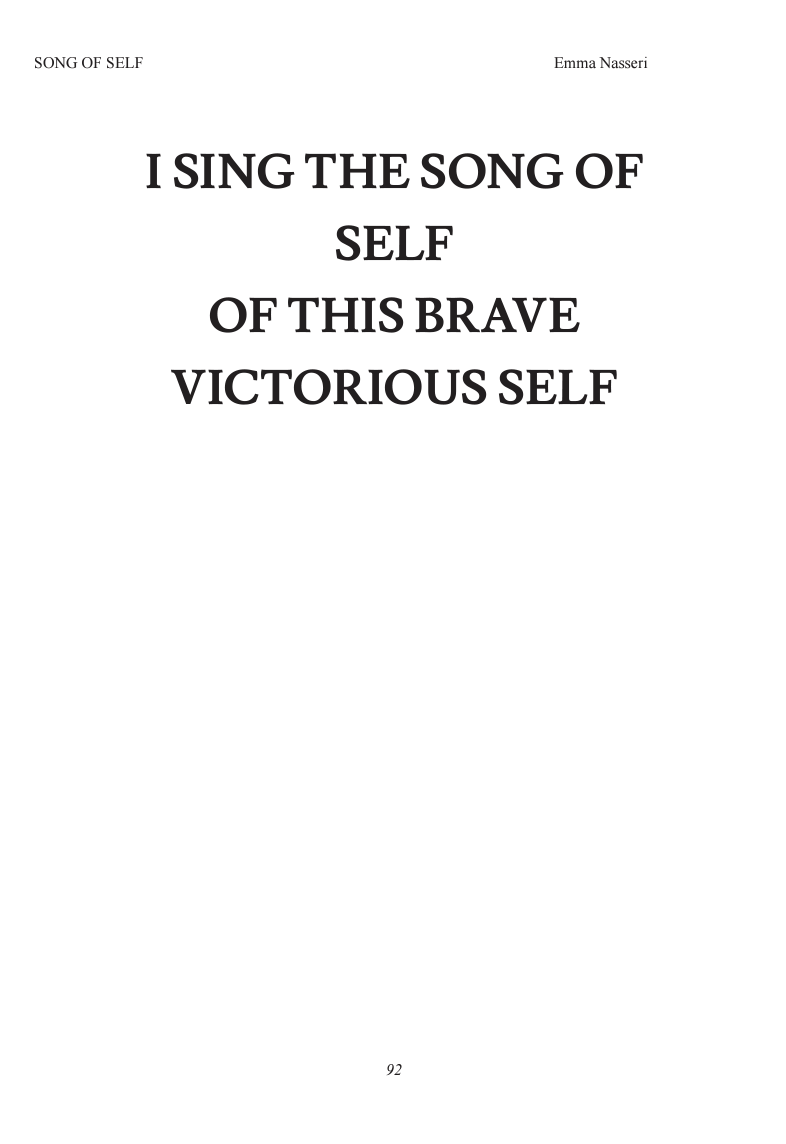 SONG OF SELF
Emma Nasseri
I SING THE SONG OF
SELF
OF THIS BRAVE
VICTORIOUS SELF
92